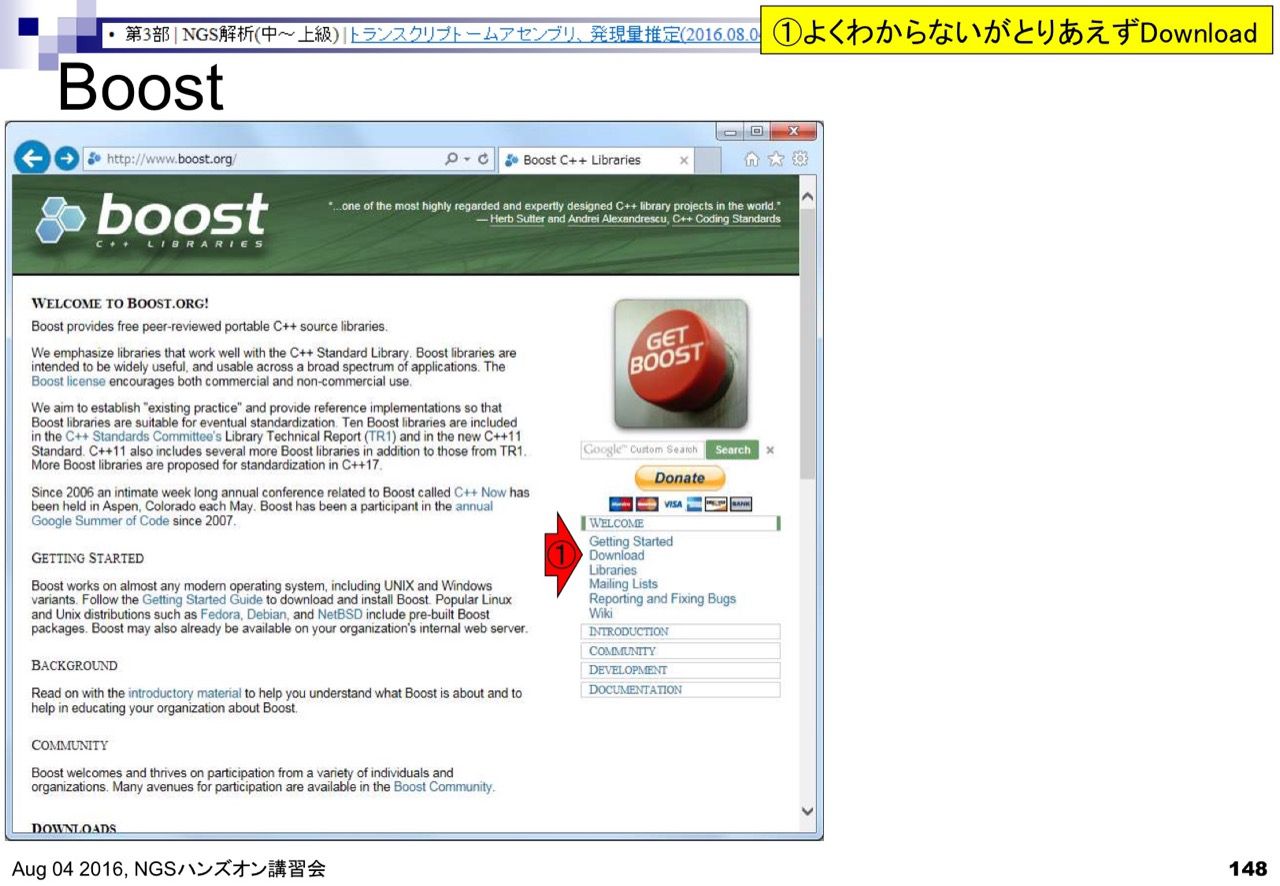 • 第3部 | NGS解析(中～上級) | トランスクリプトームアセンブリ、発現量推定(2016.08.0
①よくわからないがとりあえずDownload
Boost
http://www.boost.org/
Boost C++ Libraries
boost
C++ LIBRARIES
"...one of the most highly regarded and expertly designed C++ library projects in the world."
— Herb Sutter and Andrei Alexandrescu, C++ Coding Standards
WELCOME TO BOOST.ORG!
Boost provides free peer-reviewed portable C++ source libraries.
We emphasize libraries that work well with the C++ Standard Library. Boost libraries are
intended to be widely useful, and usable across a broad spectrum of applications. The
Boost license encourages both commercial and non-commercial use.
We aim to establish "existing practice" and provide reference implementations so that
Boost libraries are suitable for eventual standardization. Ten Boost libraries are included
in the C++ Standards Committee's Library Technical Report (TR1) and in the new C++11
Standard. C++11 also includes several more Boost libraries in addition to those from TR1.
More Boost libraries are proposed for standardization in C++17.
Since 2006 an intimate week long annual conference related to Boost called C++ Now has
been held in Aspen, Colorado each May. Boost has been a participant in the annual
Google Summer of Code since 2007.
GETTING STARTED
Boost works on almost any modern operating system, including UNIX and Windows
variants. Follow the Getting Started Guide to download and install Boost. Popular Linux
and Unix distributions such as Fedora, Debian, and NetBSD include pre-built Boost
packages. Boost may also already be available on your organization's internal web server.
BACKGROUND
Read on with the introductory material to help you understand what Boost is about and to
help in educating your organization about Boost.
COMMUNITY
Boost welcomes and thrives on participation from a variety of individuals and
organizations. Many avenues for participation are available in the Boost Community.
DOWNLOADS
GET
BOOST
Google™ Custom Search
Search
Donate
VISA
BANK
WELCOME
①
Getting Started
Download
Libraries
Mailing Lists
Reporting and Fixing Bugs
Wiki
INTRODUCTION
COMMUNITY
DEVELOPMENT
DOCUMENTATION
Aug 04 2016, NGSハンズオン講習会
148